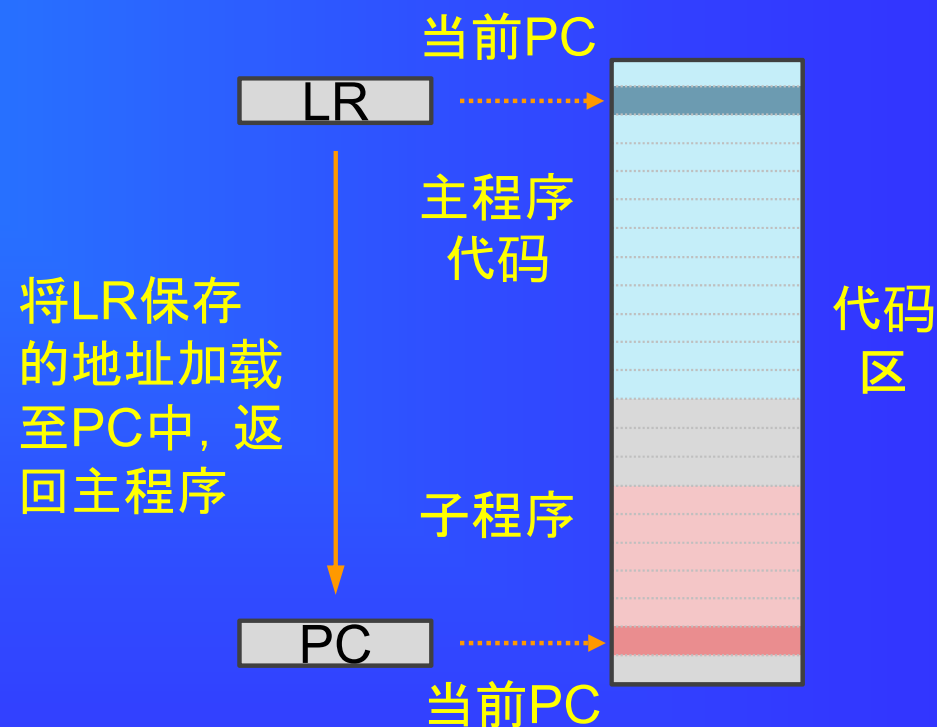 当前PC
LR
主程序
代码
将LR保存
的地址加载
至PC中，返
回主程序
代码
区
子程序
PC
当前PC